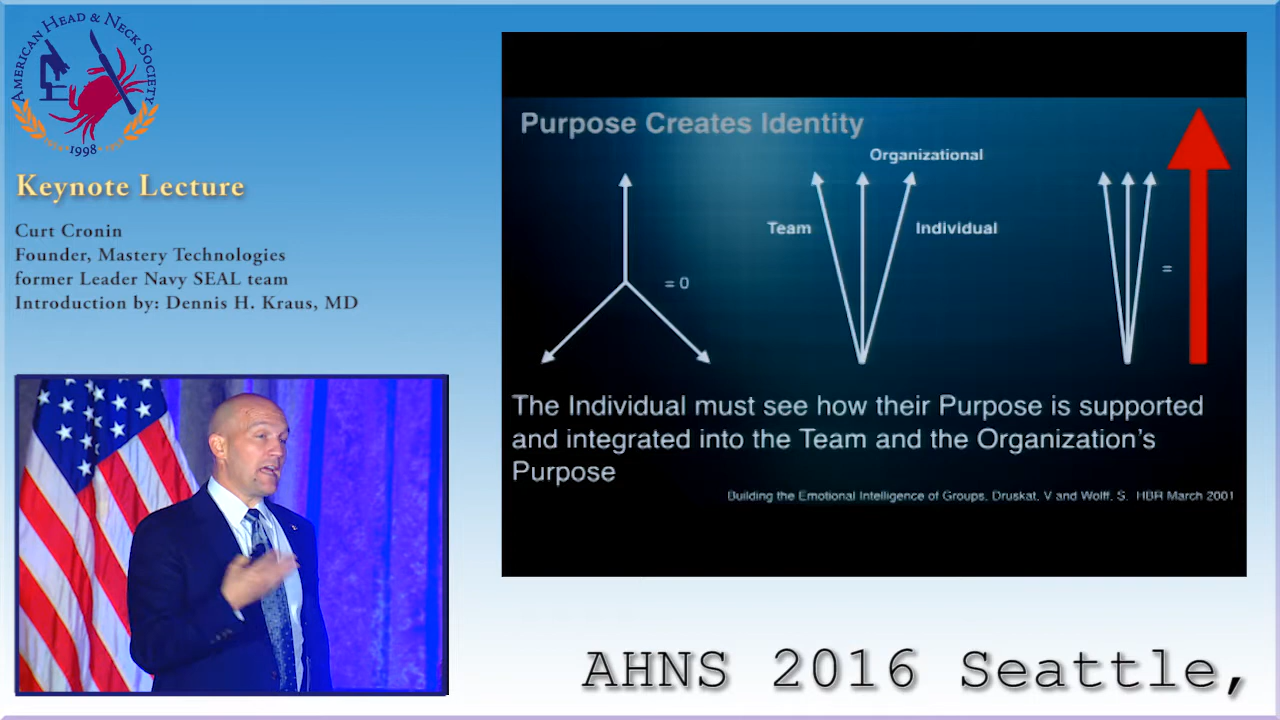 AMERICAN HEAD & NECK SOCIETY
1998
Keynote Lecture
Curt Cronin
Founder, Mastery Technologies
former Leader Navy SEAL team
Introduction by: Dennis H. Kraus, MD
Purpose Creates Identity
Organizational
Team
Individual
= 0
=
The Individual must see how their Purpose is supported
and integrated into the Team and the Organization's
Purpose
Building the Emotional Intelligence of Groups, Druskat, V and Wolff, S. HBR March 2001
AHNS 2016 Seattle,